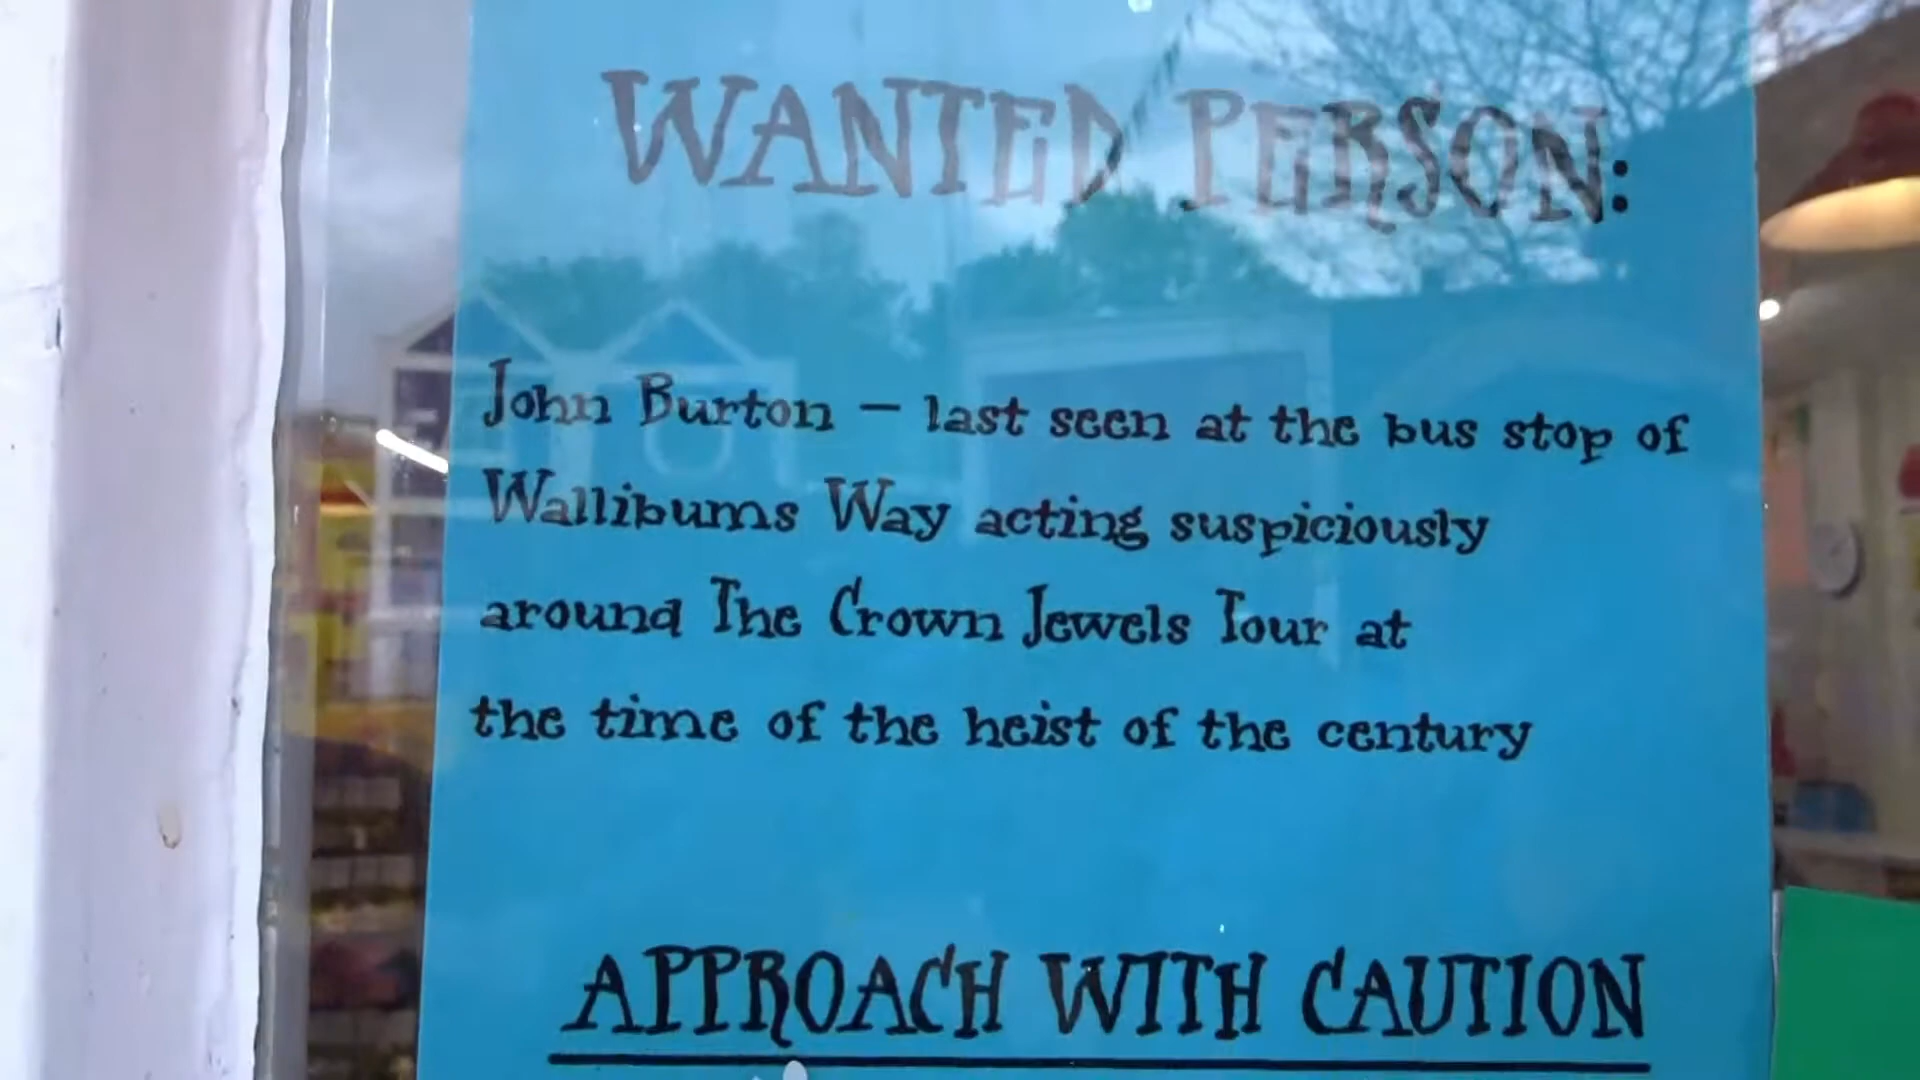 WANTED PERSON:
John Burton – last seen at the bus stop of
Wallibums Way acting suspiciously
around The Crown Jewels Tour at
the time of the heist of the century
APPROACH WITH CAUTION